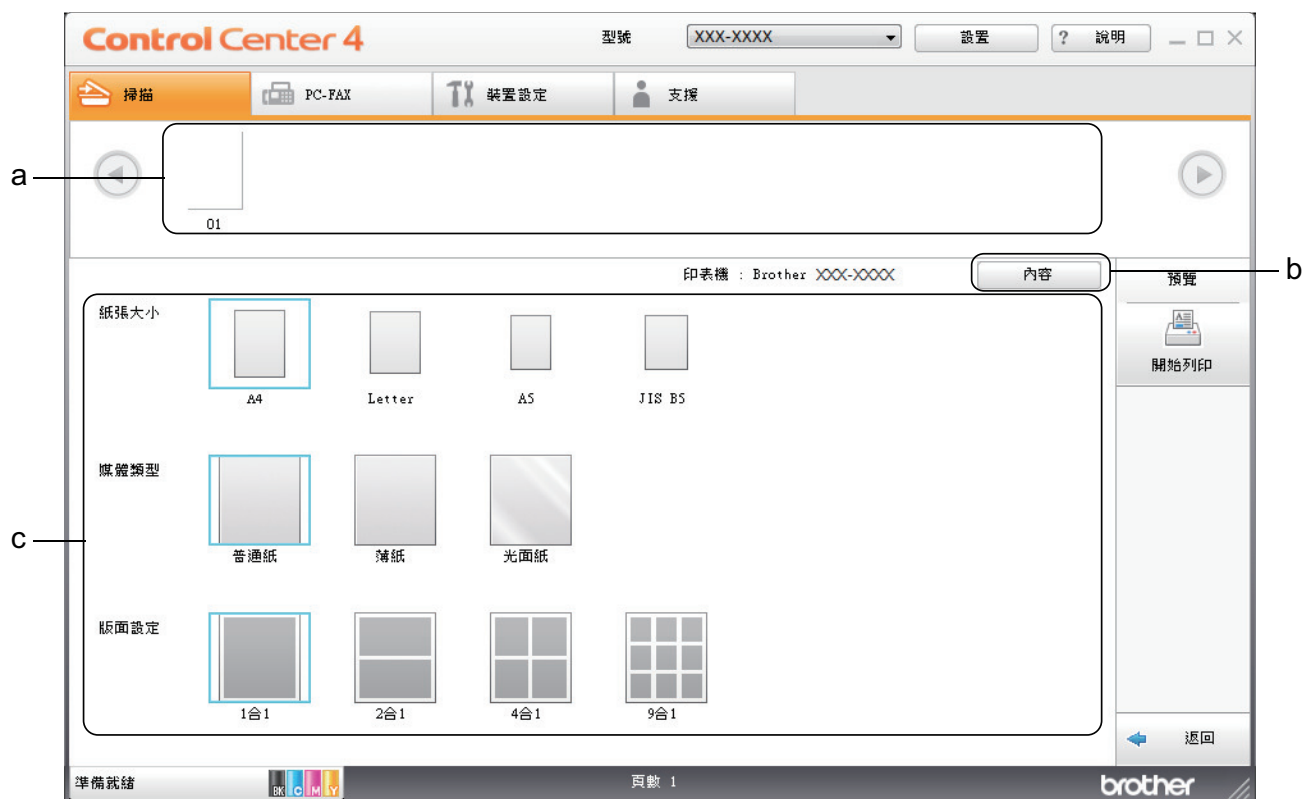 Control Center 4 型號 XXX-XXXX 設置 ? 說明
掃描 PC-FAX 裝置設定 支援
a
01
印表機 : Brother XXX-XXXX 內容 b
預覽
紙張大小
開始列印
A4 Letter A5 JIS B5
媒體類型
c
普通紙 薄紙 光面紙
版面設定
1合1 2合1 4合1 9合1
返回
準備就緒 BK C M Y 頁數 1 brother